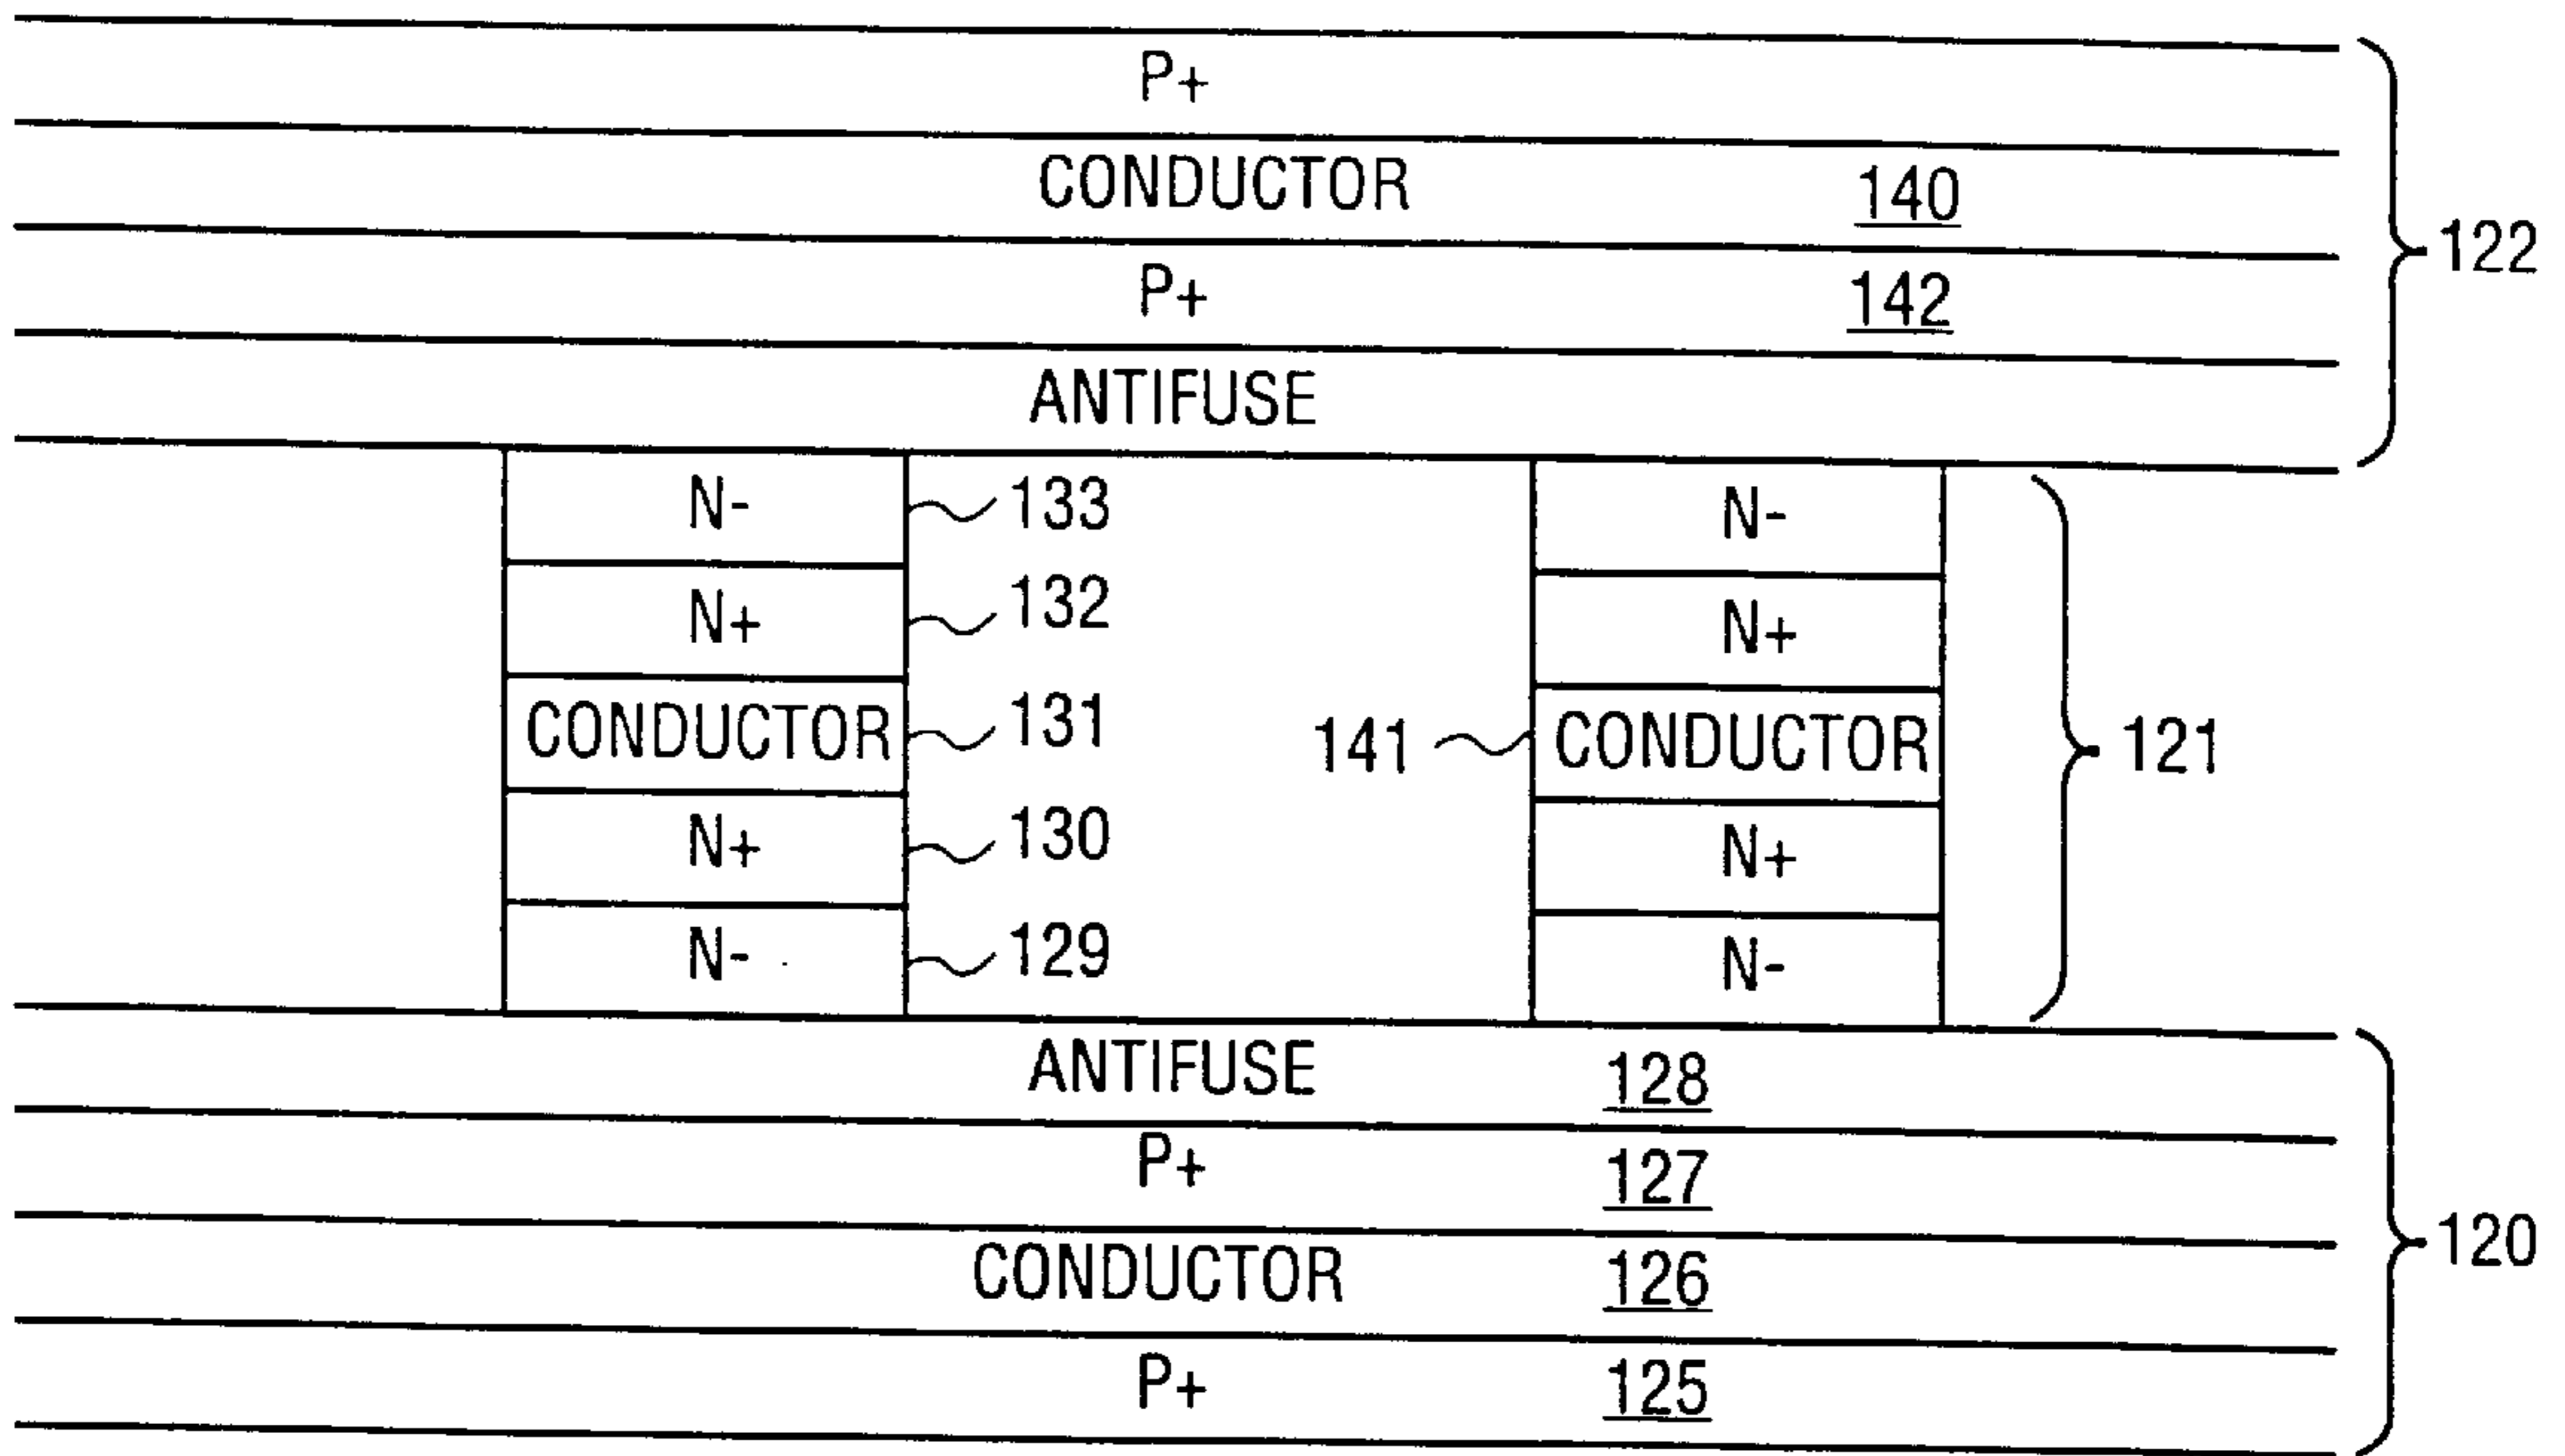 P+
CONDUCTOR 140
122
P+ 142
ANTIFUSE
N- 133 N-
N+ 132 N+
CONDUCTOR 131 141 CONDUCTOR 121
N+ 130 N+
N- 129 N-
ANTIFUSE 128
P+ 127
120
CONDUCTOR 126
P+ 125